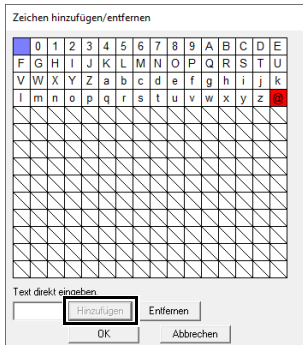 Zeichen hinzufügen/entfernen
0 1 2 3 4 5 6 7 8 9 A B C D E
F G H I J K L M N O P Q R S T U
V W X Y Z a b c d e f g h i j k
l m n o p q r s t u v w x y z @
Text direkt eingeben.
Hinzufügen Entfernen
OK Abbrechen